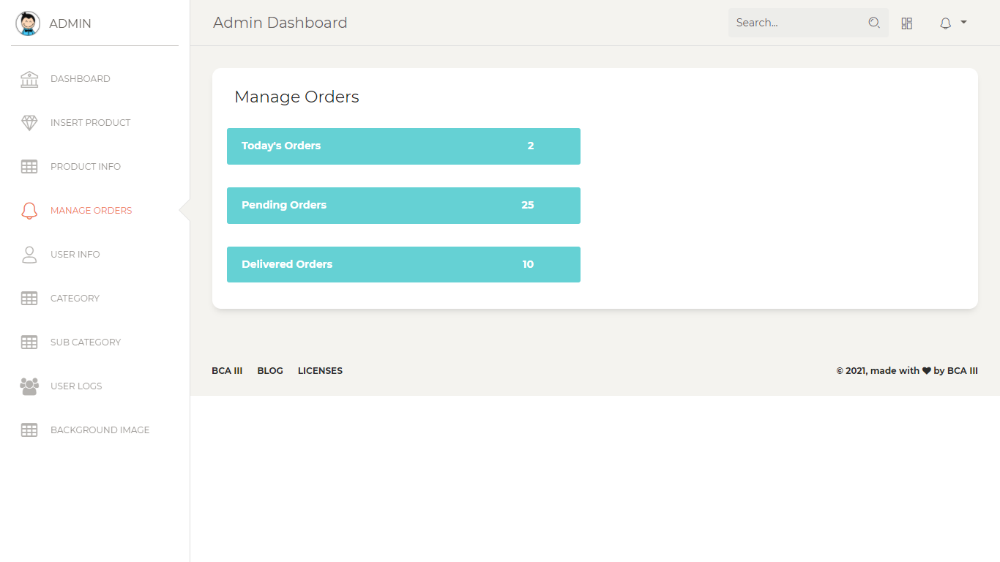 ADMIN
DASHBOARD
INSERT PRODUCT
PRODUCT INFO
MANAGE ORDERS
USER INFO
CATEGORY
SUB CATEGORY
USER LOGS
BACKGROUND IMAGE
Admin Dashboard
Search...
Manage Orders
Today's Orders 2
Pending Orders 25
Delivered Orders 10
BCA III BLOG LICENSES
© 2021, made with ♥ by BCA III